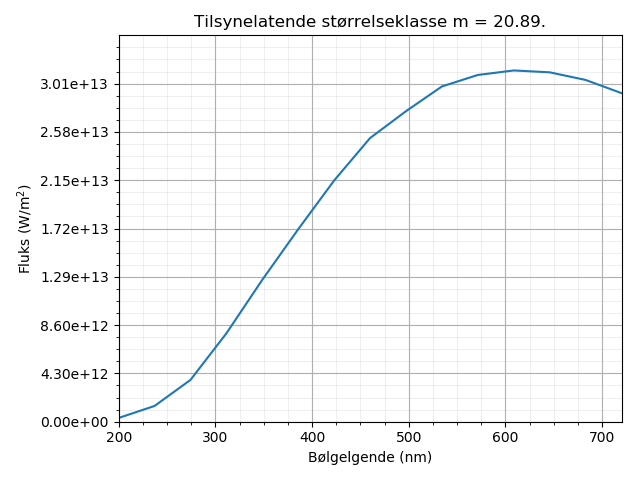 Tilsynelatende størrelseklasse m = 20.89.
3.01e+13
2.58e+13
2.15e+13
1.72e+13
1.29e+13
8.60e+12
4.30e+12
0.00e+00
Fluks (W/m²)
200 300 400 500 600 700
Bølgelgende (nm)